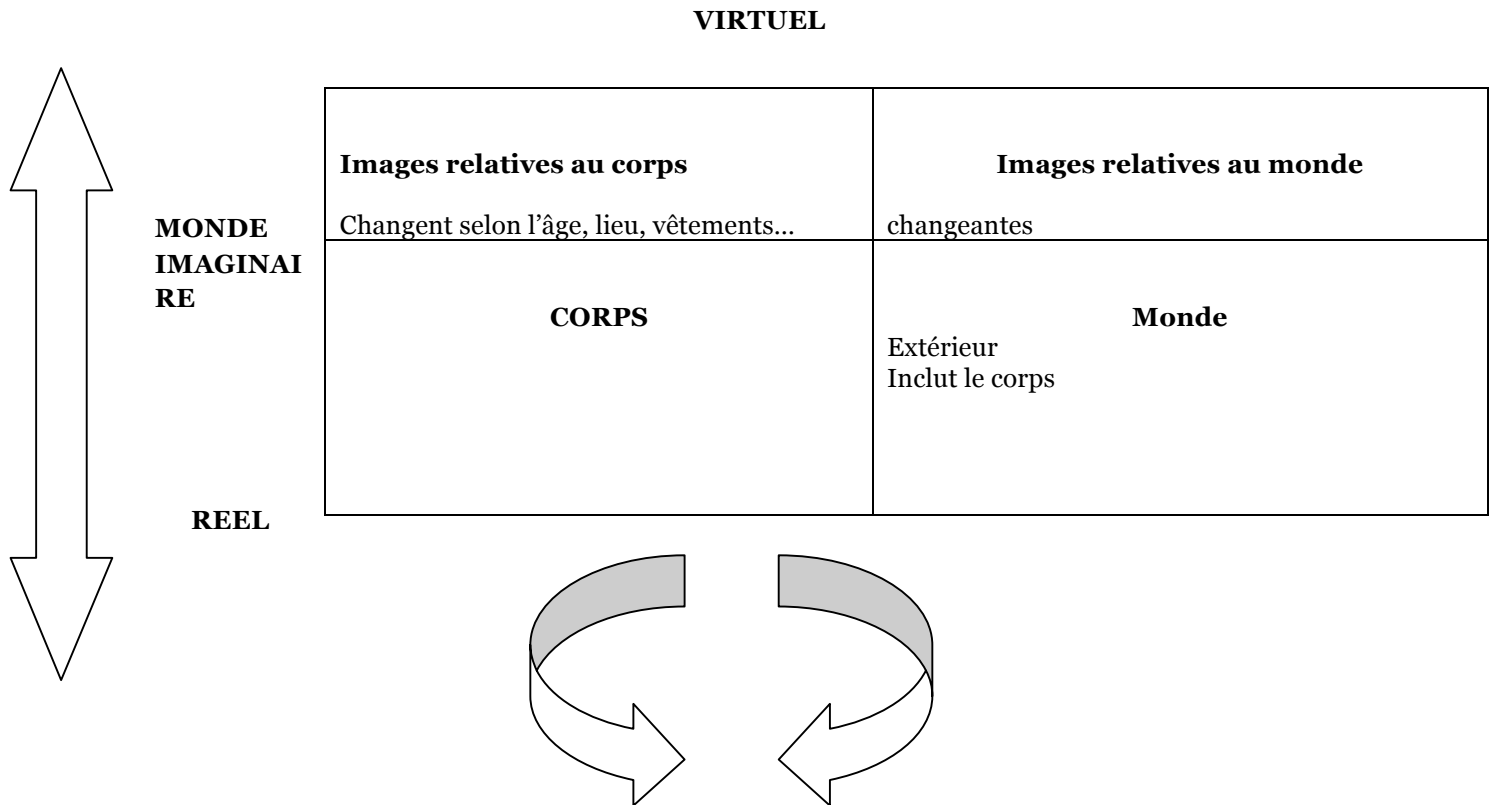 VIRTUEL
Images relatives au corps
Changent selon l'âge, lieu, vêtements...
Images relatives au monde
changeantes
MONDE
IMAGINAI
RE
CORPS
Monde
Extérieur
Inclut le corps
REEL